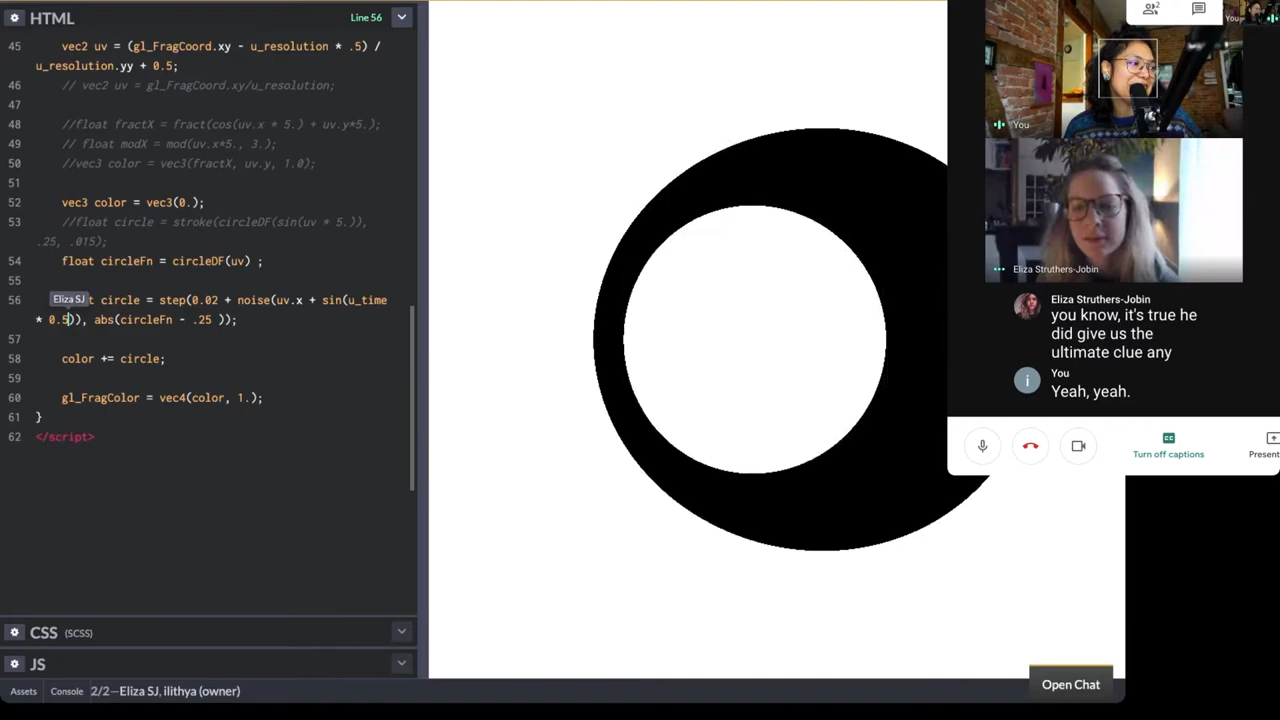 HTML
Line 56
45 vec2 uv = (gl_FragCoord.xy - u_resolution * .5) /
u_resolution.yy + 0.5;
46 // vec2 uv = gl_FragCoord.xy/u_resolution;
47
48 //float fractX = fract(cos(uv.x * 5.) + uv.y*5.);
49 // float modX = mod(uv.x*5., 3.);
50 //vec3 color = vec3(fractX, uv.y, 1.0);
51
52 vec3 color = vec3(0.);
53 //float circle = stroke(circleDF(sin(uv * 5.)),
.25, .015);
54 float circleFn = circleDF(uv) ;
55
Eliza SJ
56 t circle = step(0.02 + noise(uv.x + sin(u_time
* 0.5)), abs(circleFn - .25 ));
57
58 color += circle;
59
60 gl_FragColor = vec4(color, 1.);
61 }
62 </script>
CSS (SCSS)
JS
Assets Console 2/2 – Eliza SJ, ilithya (owner)
Open Chat
2
You
You
Eliza Struthers-Jobin
Eliza Struthers-Jobin
you know, it's true he
did give us the
ultimate clue any
You
Yeah, yeah.
Turn off captions
Present